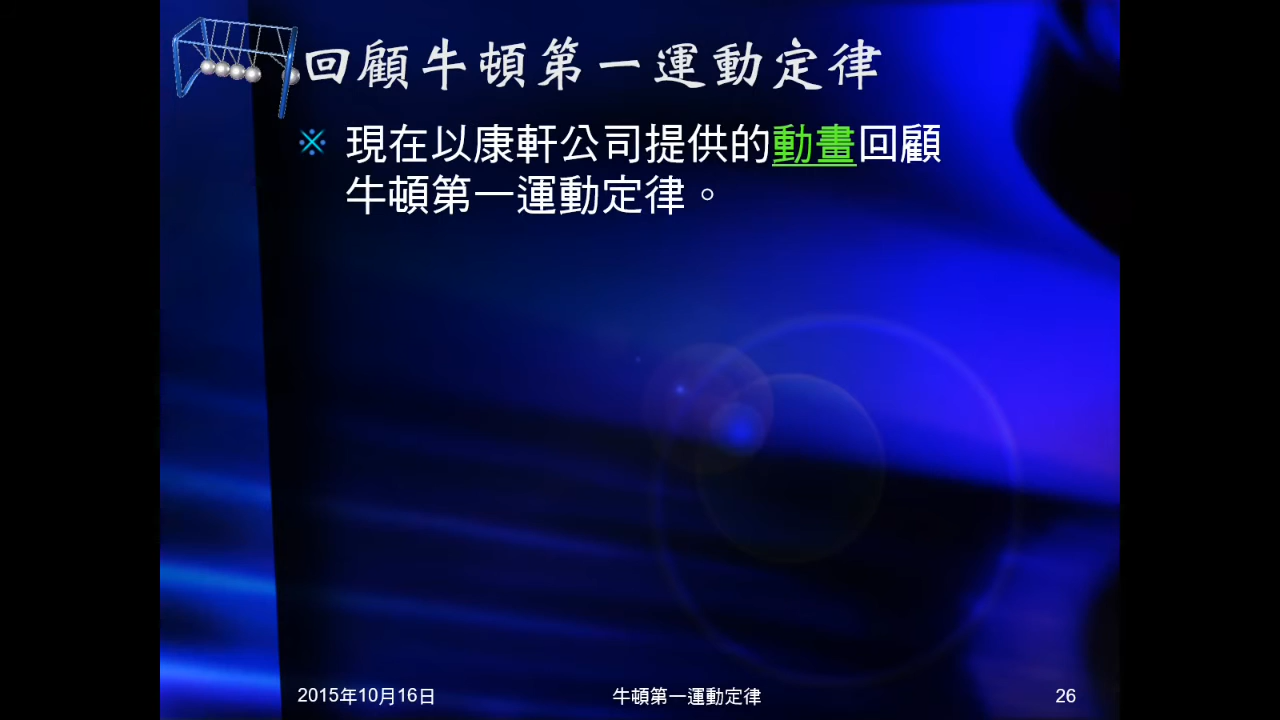 回顧牛頓第一運動定律
※ 現在以康軒公司提供的動畫回顧
牛頓第一運動定律。
2015年10月16日
牛頓第一運動定律
26